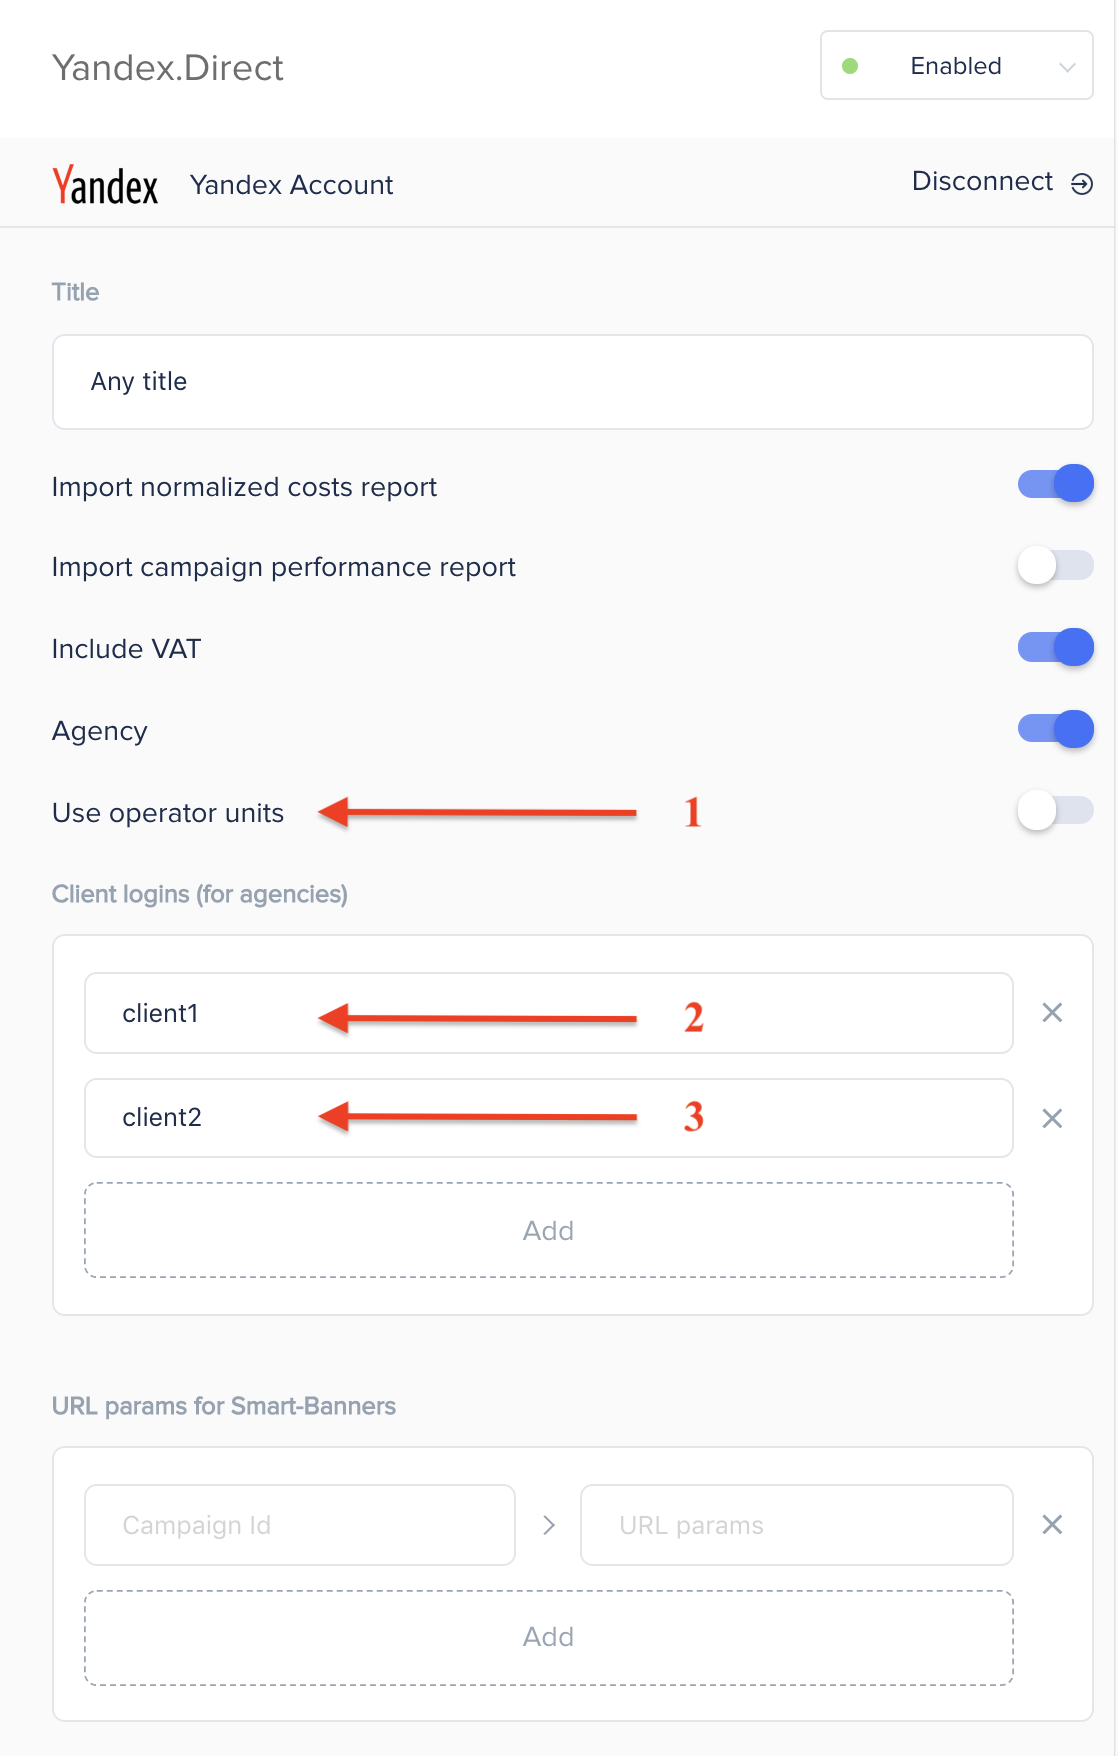 Yandex.Direct
Enabled
Yandex Yandex Account
Disconnect
Title
Any title
Import normalized costs report
Import campaign performance report
Include VAT
Agency
Use operator units 1
Client logins (for agencies)
client1 2
client2 3
Add
URL params for Smart-Banners
Campaign Id URL params
Add